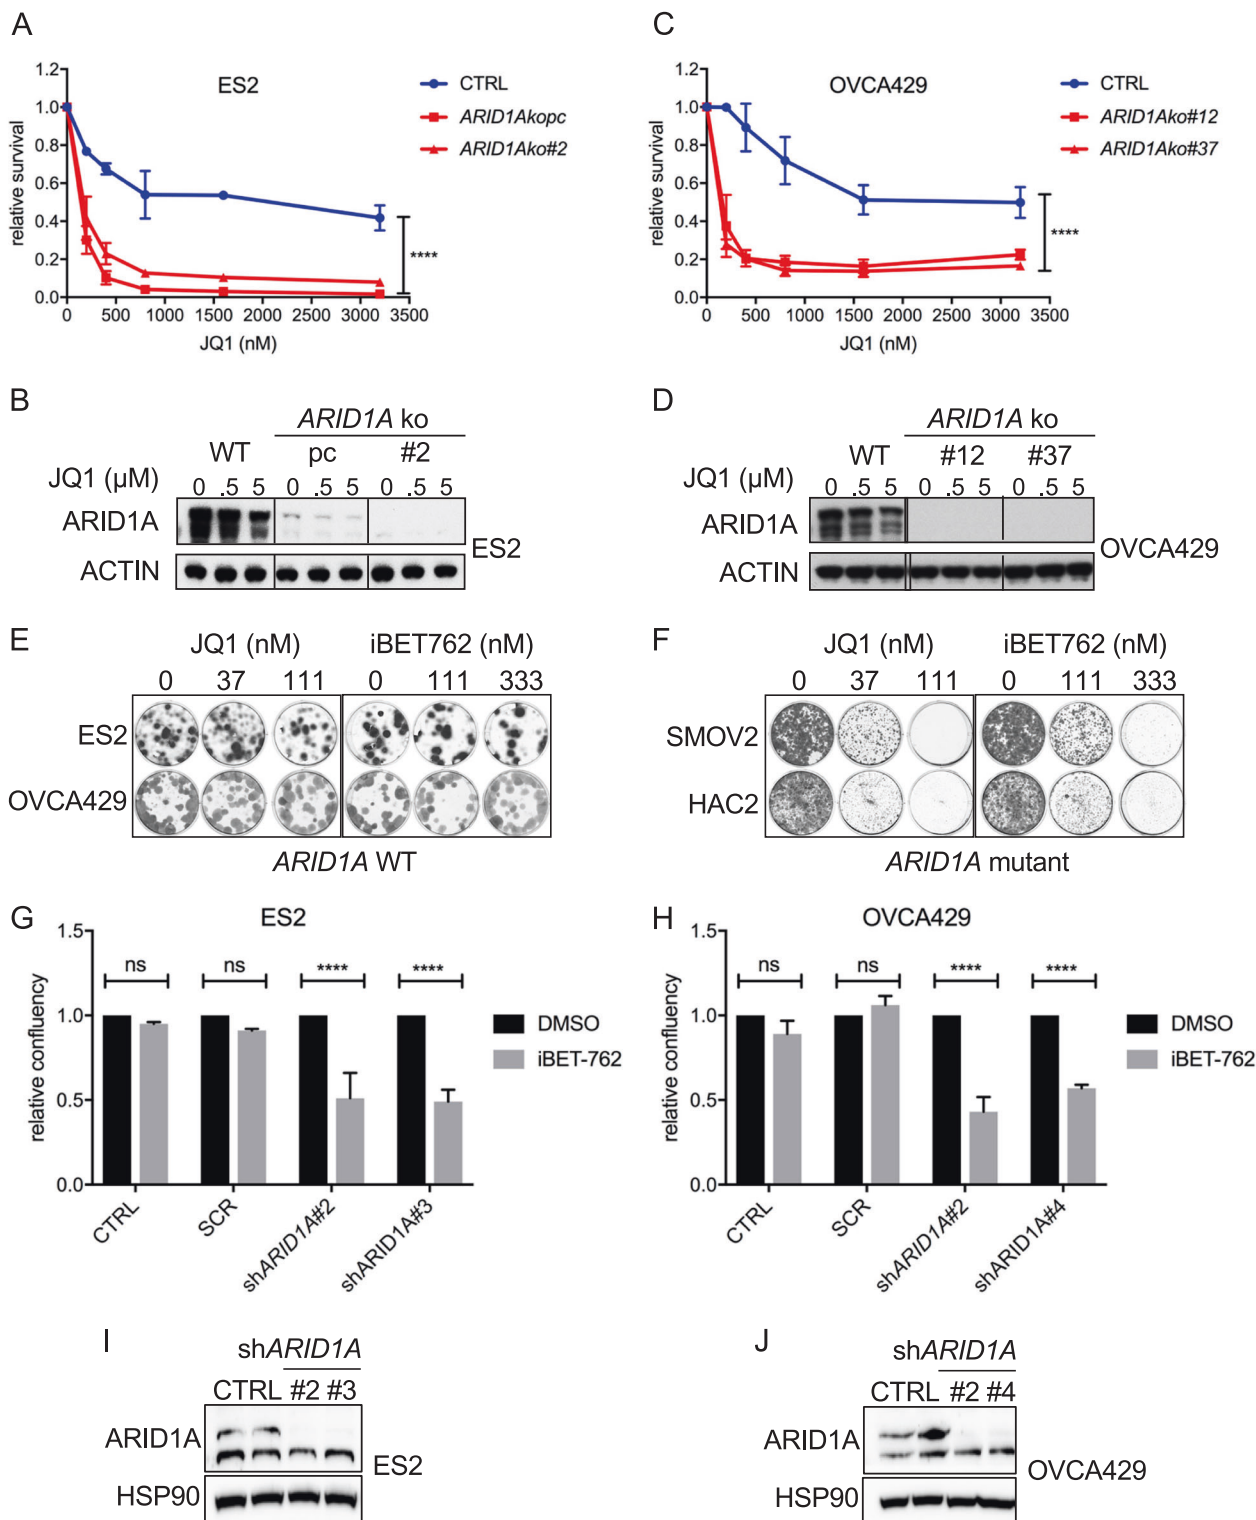 A
ES2
1.2
1.0
0.8
0.6
0.4
0.2
0.0
relative survival
0 500 1000 1500 2000 2500 3000 3500
JQ1 (nM)
CTRL
ARID1Akopc
ARID1Ako#2
****
C
OVCA429
1.2
1.0
0.8
0.6
0.4
0.2
0.0
relative survival
0 500 1000 1500 2000 2500 3000 3500
JQ1 (nM)
CTRL
ARID1Ako#12
ARID1Ako#37
****
B
ARID1A ko
WT pc #2
JQ1 (µM) 0 .5 5 0 .5 5 0 .5 5
ARID1A
ACTIN
ES2
D
ARID1A ko
WT #12 #37
JQ1 (µM) 0 .5 5 0 .5 5 0 .5 5
ARID1A
ACTIN
OVCA429
E
JQ1 (nM) iBET762 (nM)
0 37 111 0 111 333
ES2
OVCA429
ARID1A WT
F
JQ1 (nM) iBET762 (nM)
0 37 111 0 111 333
SMOV2
HAC2
ARID1A mutant
G
ES2
1.5
1.0
0.5
0.0
relative confluency
ns ns **** ****
DMSO
iBET-762
CTRL SCR shARID1A#2 shARID1A#3
H
OVCA429
1.5
1.0
0.5
0.0
relative confluency
ns ns **** ****
DMSO
iBET-762
CTRL SCR shARID1A#2 shARID1A#4
I
shARID1A
CTRL #2 #3
ARID1A
HSP90
ES2
J
shARID1A
CTRL #2 #4
ARID1A
HSP90
OVCA429